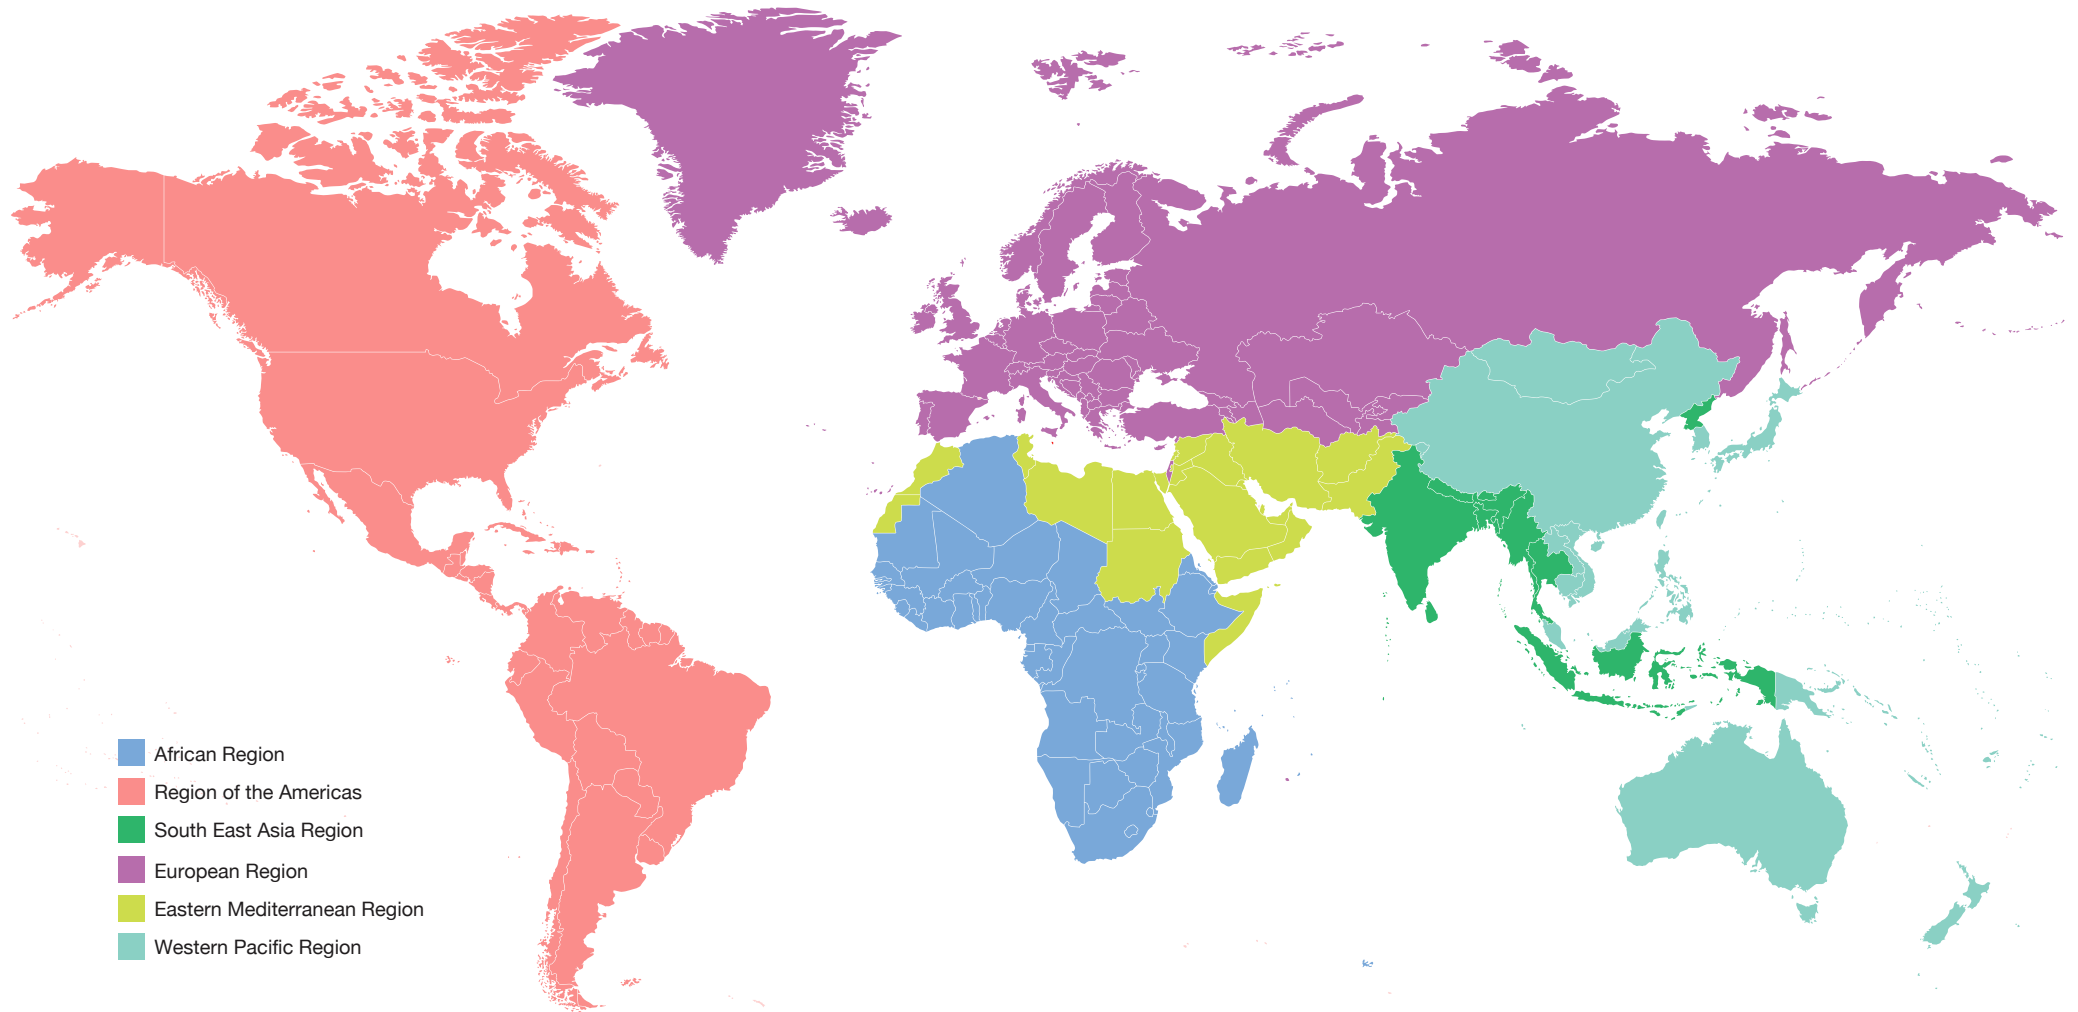 African Region
Region of the Americas
South East Asia Region
European Region
Eastern Mediterranean Region
Western Pacific Region